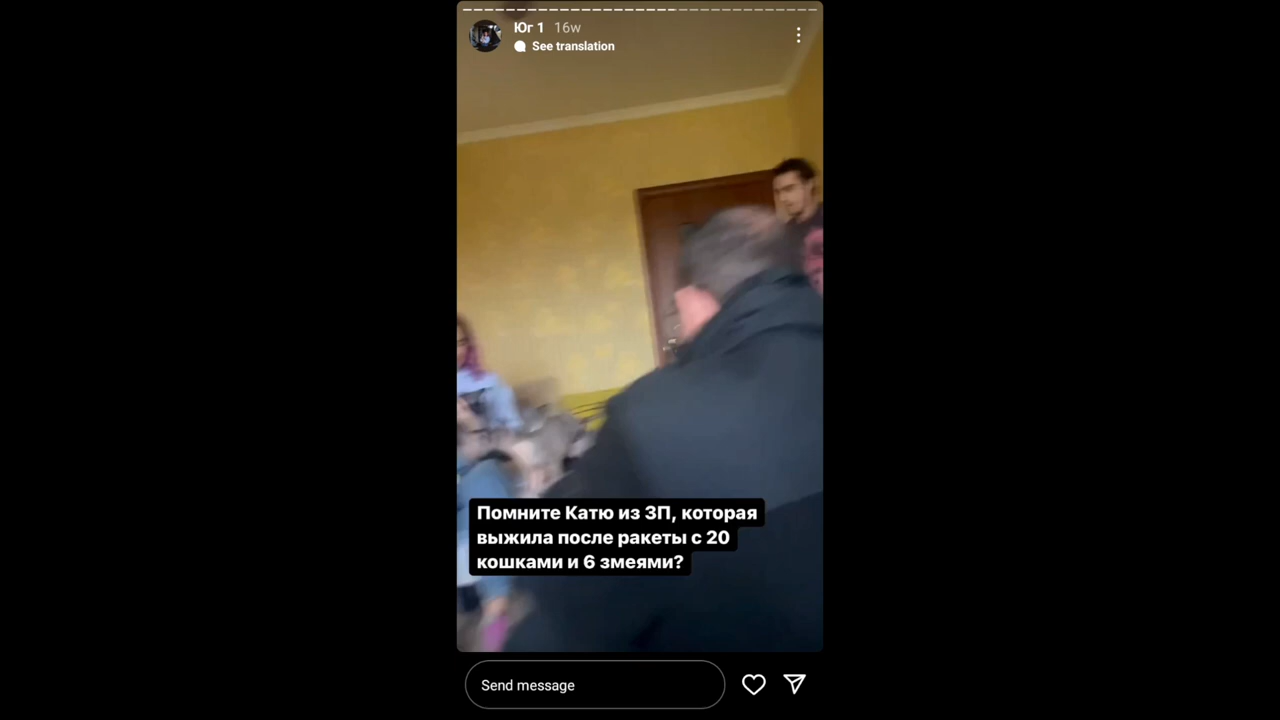 Юг 1 16w
See translation
Помните Катю из ЗП, которая
выжила после ракеты с 20
кошками и 6 змеями?
Send message